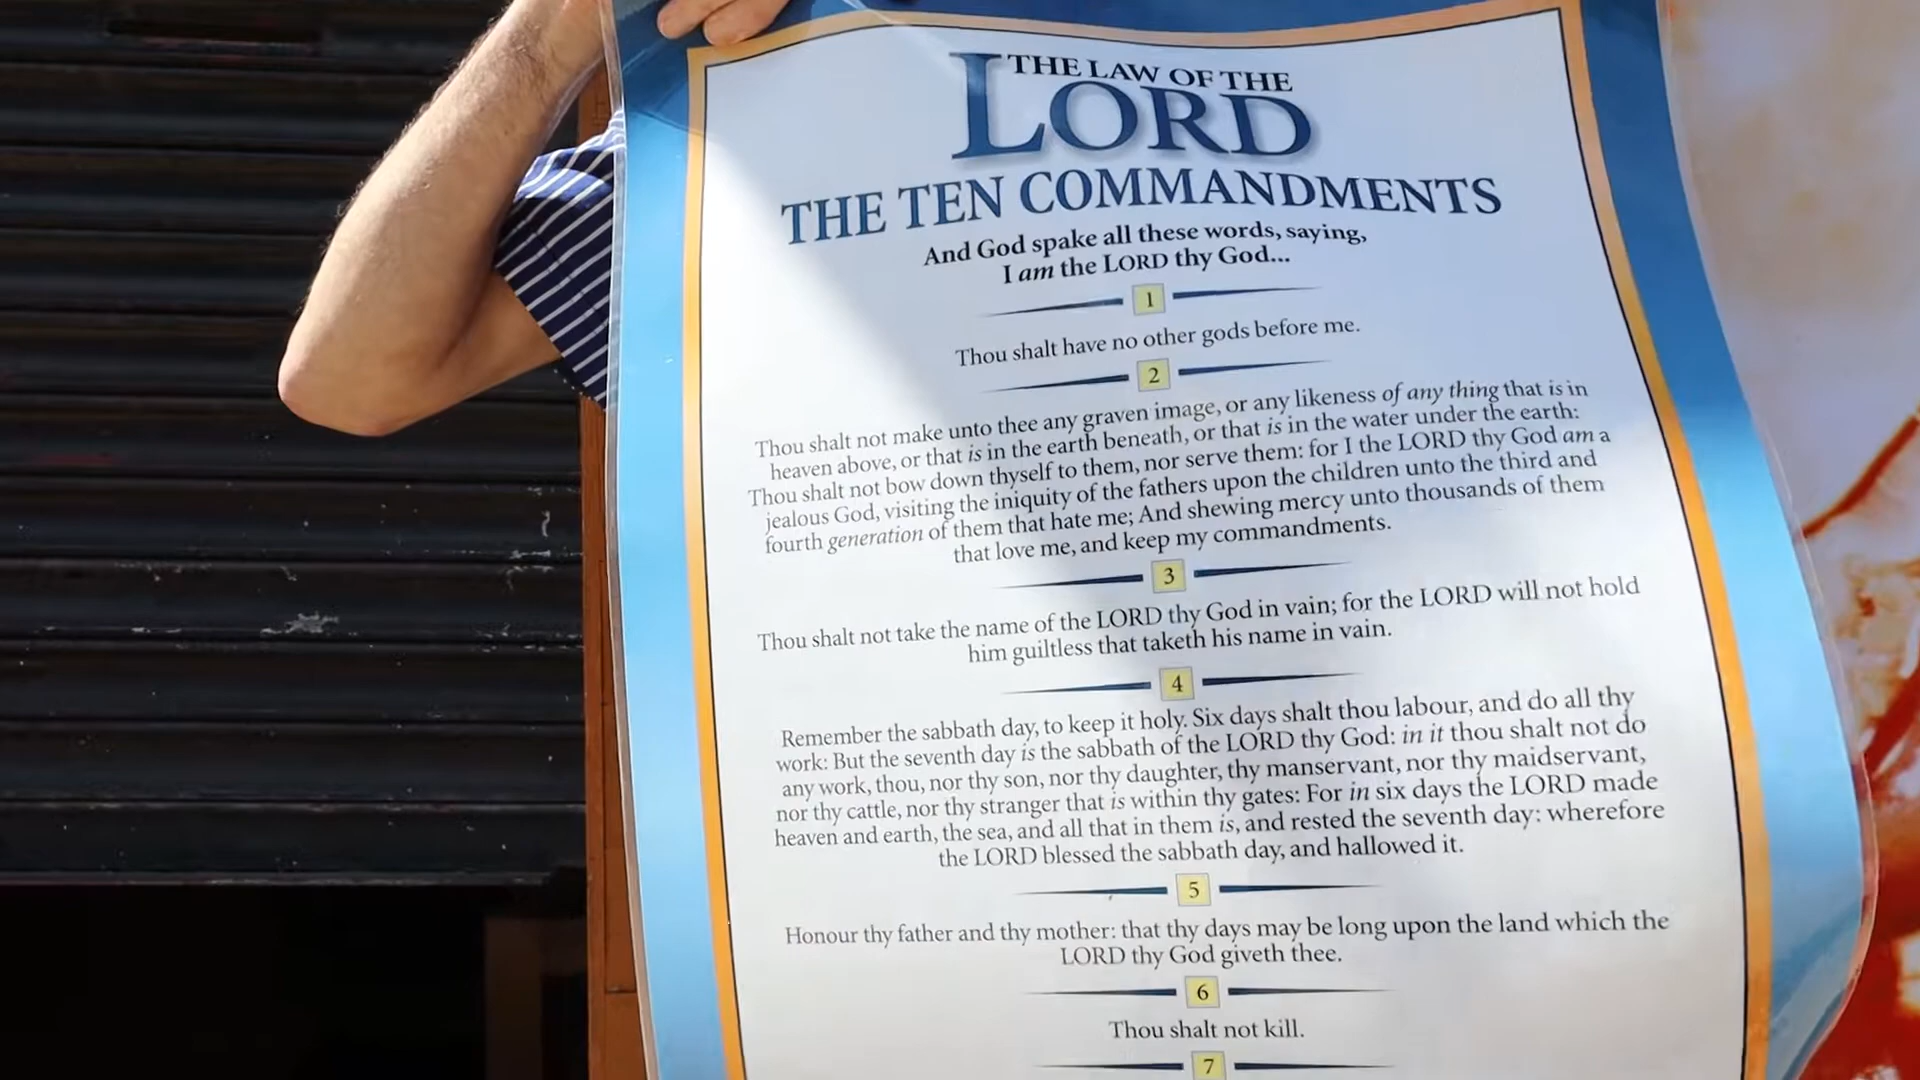 THE LAW OF THE
LORD
THE TEN COMMANDMENTS
And God spake all these words, saying,
I am the LORD thy God...
1
Thou shalt have no other gods before me.
2
Thou shalt not make unto thee any graven image, or any likeness of any thing that is in
heaven above, or that is in the earth beneath, or that is in the water under the earth:
Thou shalt not bow down thyself to them, nor serve them: for I the LORD thy God am a
jealous God, visiting the iniquity of the fathers upon the children unto the third and
fourth generation of them that hate me; And shewing mercy unto thousands of them
that love me, and keep my commandments.
3
Thou shalt not take the name of the LORD thy God in vain; for the LORD will not hold
him guiltless that taketh his name in vain.
4
Remember the sabbath day, to keep it holy. Six days shalt thou labour, and do all thy
work: But the seventh day is the sabbath of the LORD thy God: in it thou shalt not do
any work, thou, nor thy son, nor thy daughter, thy manservant, nor thy maidservant,
nor thy cattle, nor thy stranger that is within thy gates: For in six days the LORD made
heaven and earth, the sea, and all that in them is, and rested the seventh day: wherefore
the LORD blessed the sabbath day, and hallowed it.
5
Honour thy father and thy mother: that thy days may be long upon the land which the
LORD thy God giveth thee.
6
Thou shalt not kill.
7